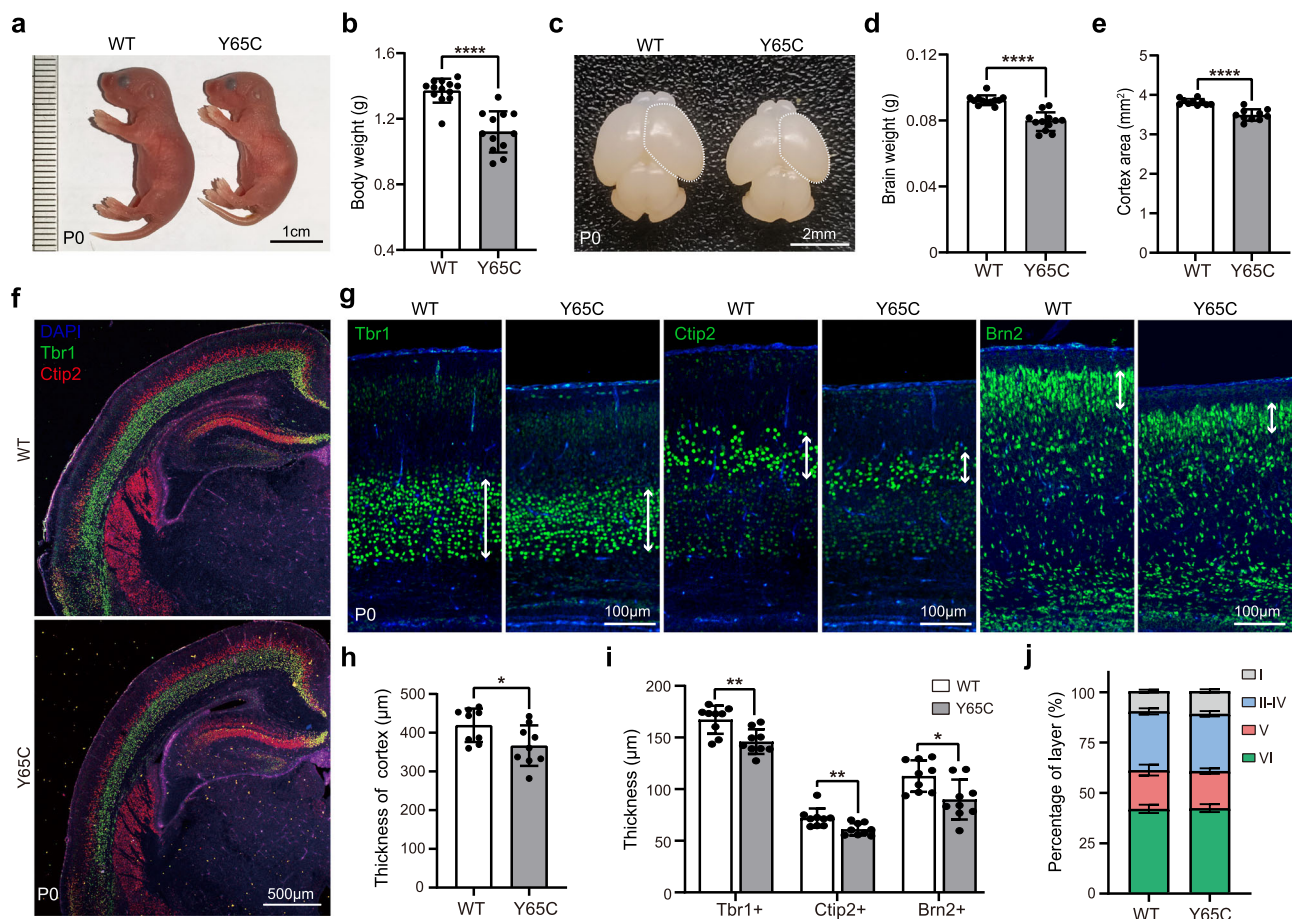 a
WT
Y65C
P0
1cm
b
Body weight (g)
1.6
1.2
1.6
0.4
****
WT
Y65C
c
WT
Y65C
P0
2mm
d
Brain weight (g)
0.12
0.08
0.04
0
****
WT
Y65C
e
Cortex area (mm²)
5
4
3
2
1
0
****
WT
Y65C
f
DAPI
Tbr1
Ctip2
WT
Y65C
P0
500μm
g
WT
Y65C
WT
Y65C
WT
Y65C
Tbr1
Ctip2
Brn2
P0
100μm
100μm
100μm
h
Thickness of cortex (μm)
500
400
300
200
100
0
*
WT
Y65C
i
Thickness (μm)
200
150
100
50
0
**
**
*
WT
Y65C
Tbr1+
Ctip2+
Brn2+
j
Percentage of layer (%)
100
75
50
25
0
WT
Y65C
I
II-IV
V
VI